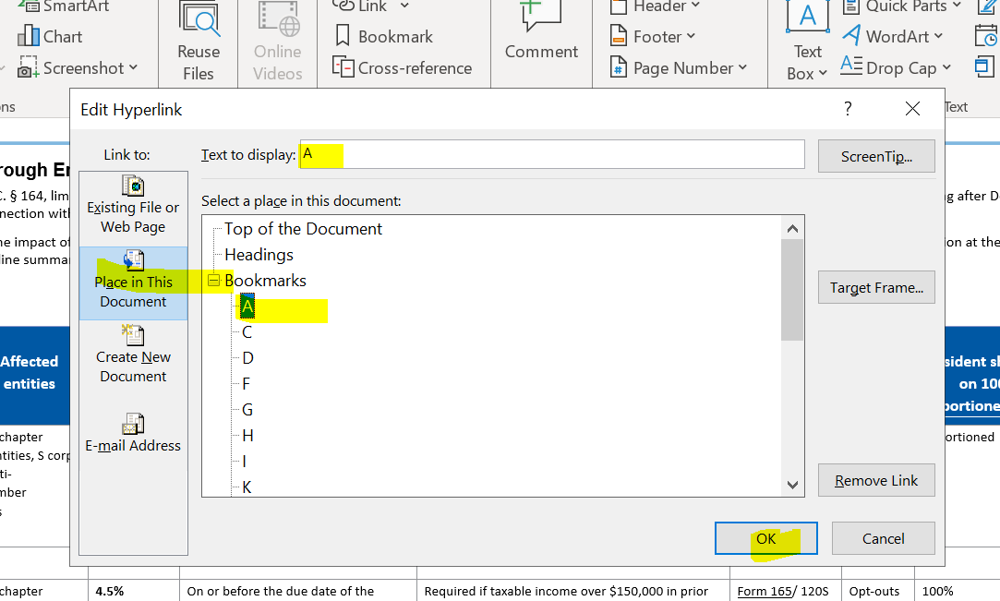 SmartArt
Link
Header
Quick Parts
Chart
Reuse Files
Online Videos
Bookmark
Comment
Footer
Text Box
WordArt
Screenshot
Cross-reference
Page Number
Drop Cap
ons
Text
Edit Hyperlink
?
Link to:
Text to display:
A
ScreenTip...
Existing File or
Web Page
Place in This
Document
Create New
Document
E-mail Address
Select a place in this document:
Top of the Document
Headings
Bookmarks
A
C
D
F
G
H
I
K
Target Frame...
Remove Link
OK
Cancel
rough
C. § 164, lim
nnection with
g after D
he impact of
line summa
on at the
Affected
entities
sident sh
on 100
portione
chapter
ntities, S corp
ti-
mber
s
ortioned
chapter
4.5%
On or before the due date of the
Required if taxable income over $150,000 in prior
Form 165/ 120S
Opt-outs
100%